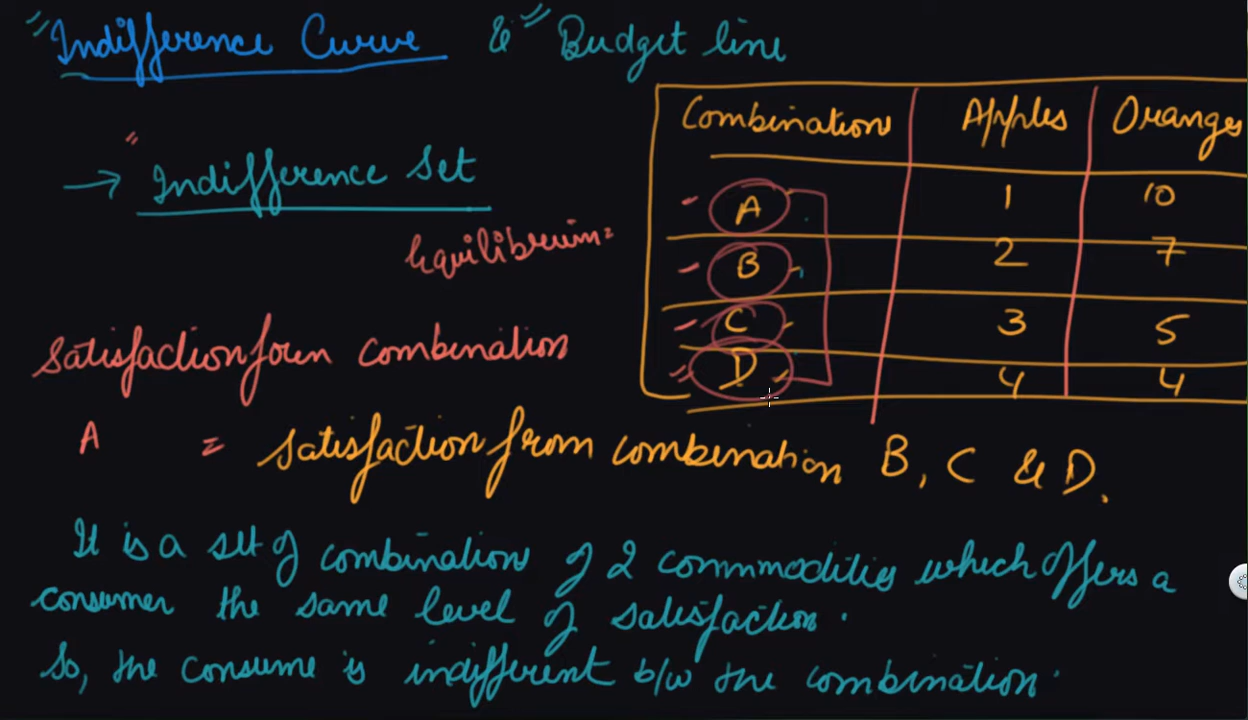 "Indifference Curve & "Budget line
Combination Apples Oranges
A 1 10
B 2 7
C 3 5
D 4 4
→ Indifference Set
Equilibrium =
Satisfaction from combination
A = Satisfaction from combination B, C & D.
It is a set of combination of 2 commodities which offers a
consumer the same level of satisfaction.
So, the consume is indifferent b/w the combination.